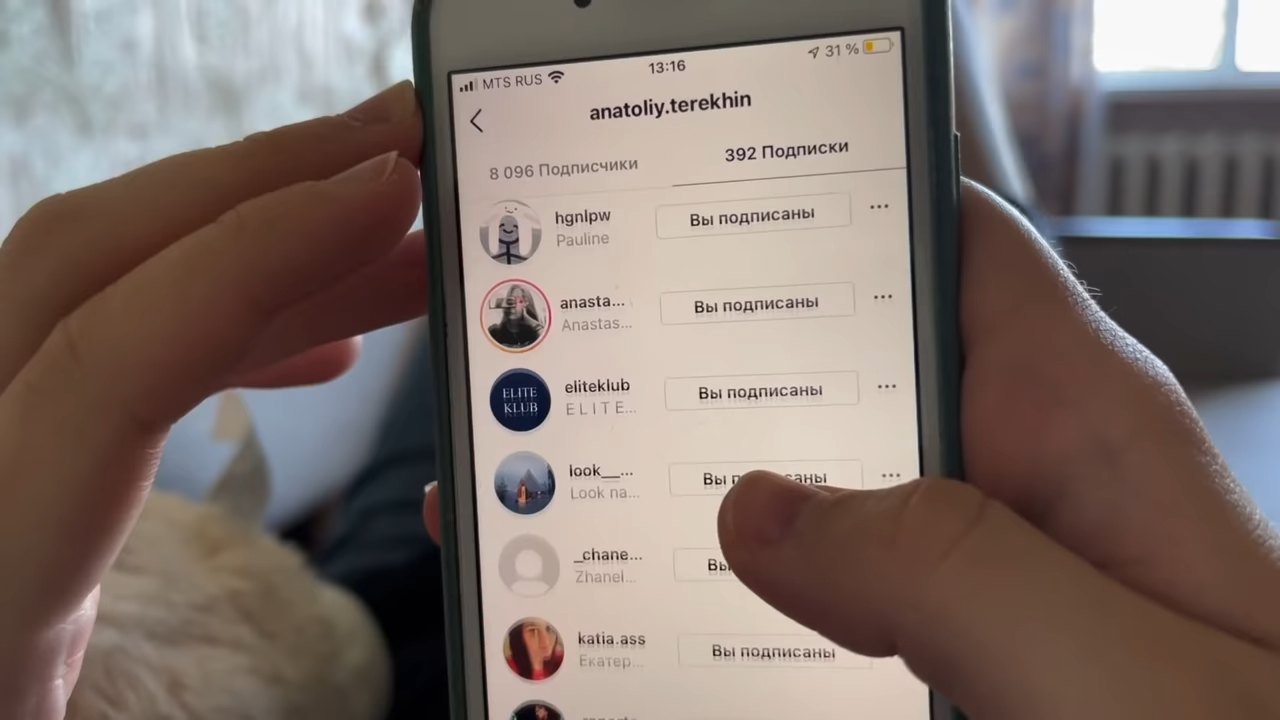 MTS RUS
13:16
31 %
anatoliy.terekhin
8 096 Подписчики
392 Подписки
hgnlpw
Вы подписаны
Pauline
anasta...
Вы подписаны
Anastas...
ELITE
KLUB
eliteklub
Вы подписаны
E L I T E...
look__...
Look na...
_chane...
Вы
Zhanel...
katia.ass
Вы подписаны
Екатер...